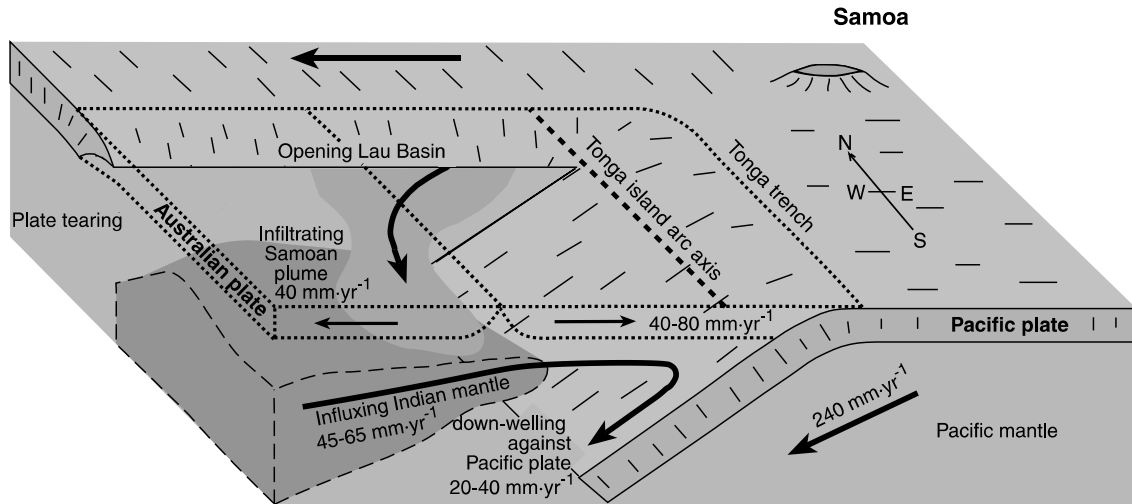 Samoa
N
W
E
S
Opening Lau Basin
Tonga island arc axis
Tonga trench
Plate tearing
Australian plate
Infiltrating
Samoan
plume
40 mm·yr-1
40-80 mm·yr-1
Pacific plate
Influxing Indian mantle
45-65 mm·yr-1
down-welling
against
Pacific plate
20-40 mm·yr-1
240 mm·yr-1
Pacific mantle